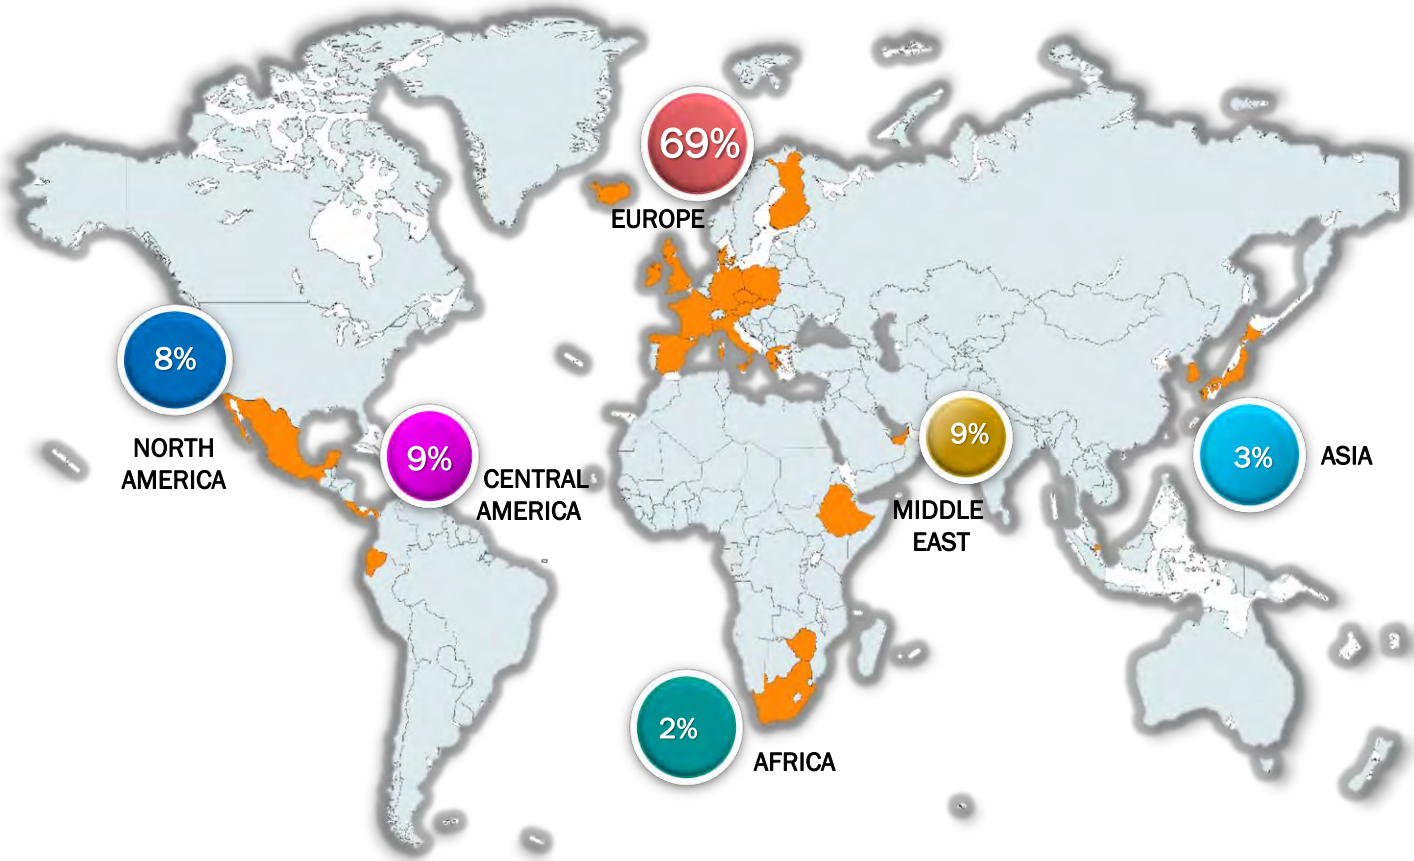 69%
EUROPE
8%
NORTH
AMERICA
9%
CENTRAL
AMERICA
9%
MIDDLE
EAST
3%
ASIA
2%
AFRICA